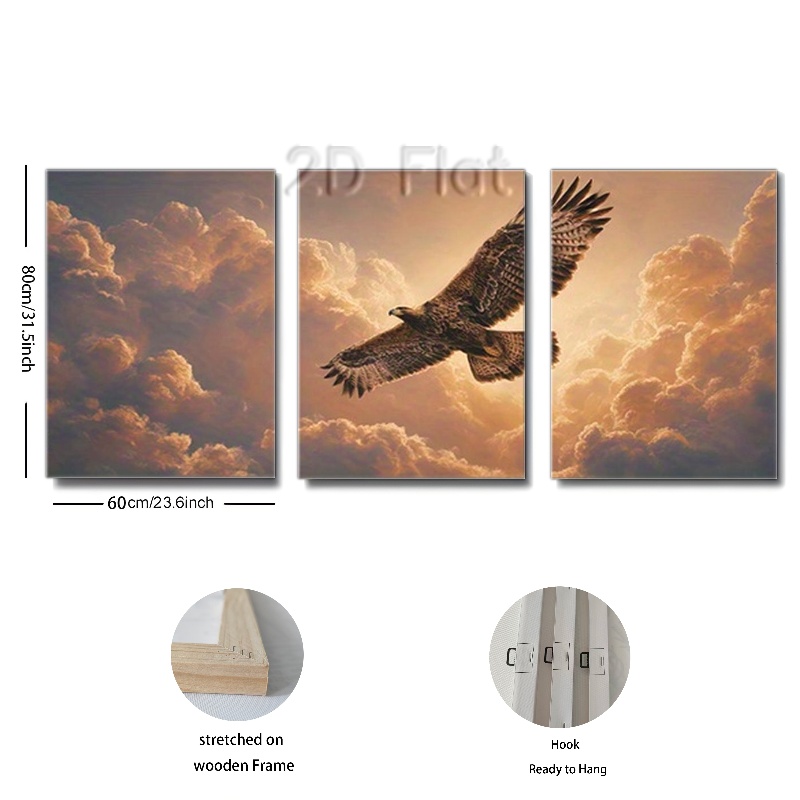 2D Flat
80cm/31.5inch
60cm/23.6inch
stretched on
wooden Frame
Hook
Ready to Hang